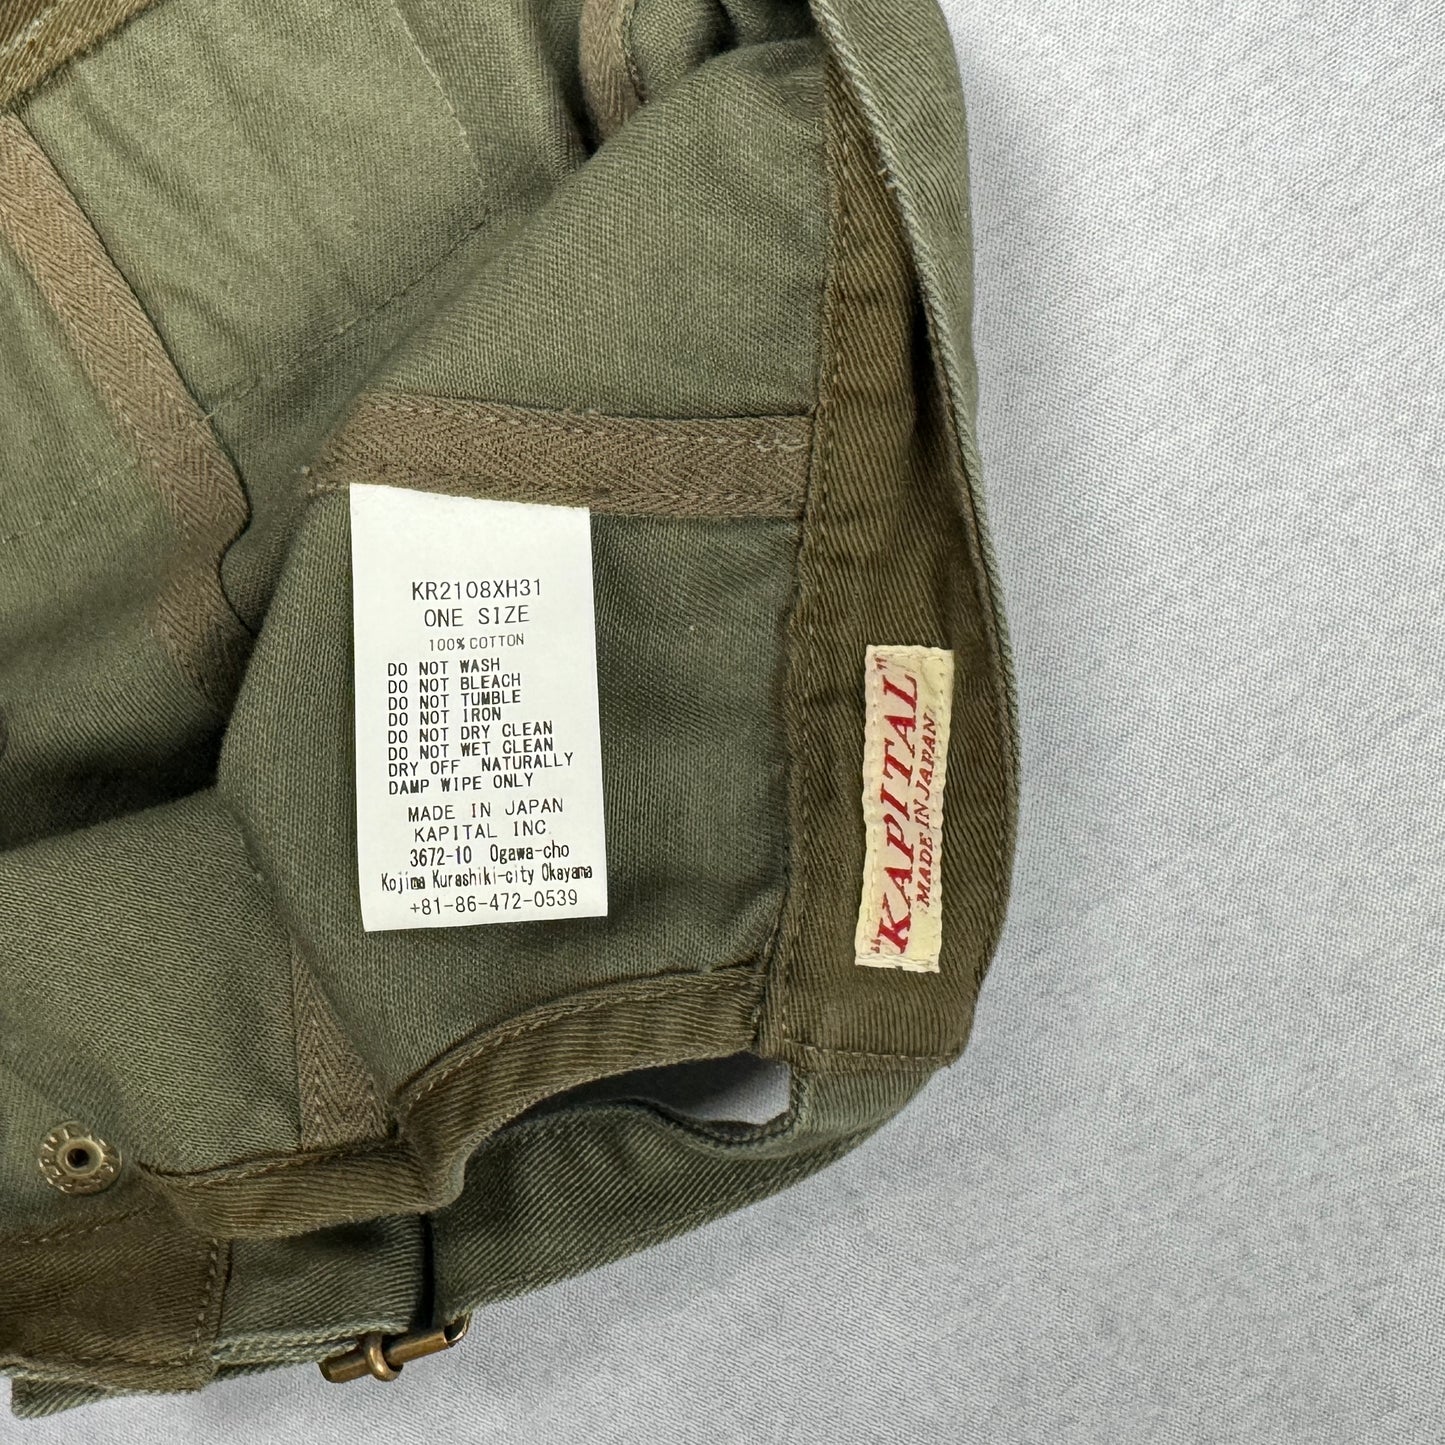 KR2108XH31
ONE SIZE
100% COTTON
DO NOT WASH
DO NOT BLEACH
DO NOT TUMBLE
DO NOT IRON
DO NOT DRY CLEAN
DO NOT WET CLEAN
DRY OFF NATURALLY
DAMP WIPE ONLY
MADE IN JAPAN
KAPITAL INC
3672-10 Ogawa-cho
Kojima Kurashiki-city Okayama
+81-86-472-0539
"KAPITAL"
MADE IN JAPAN